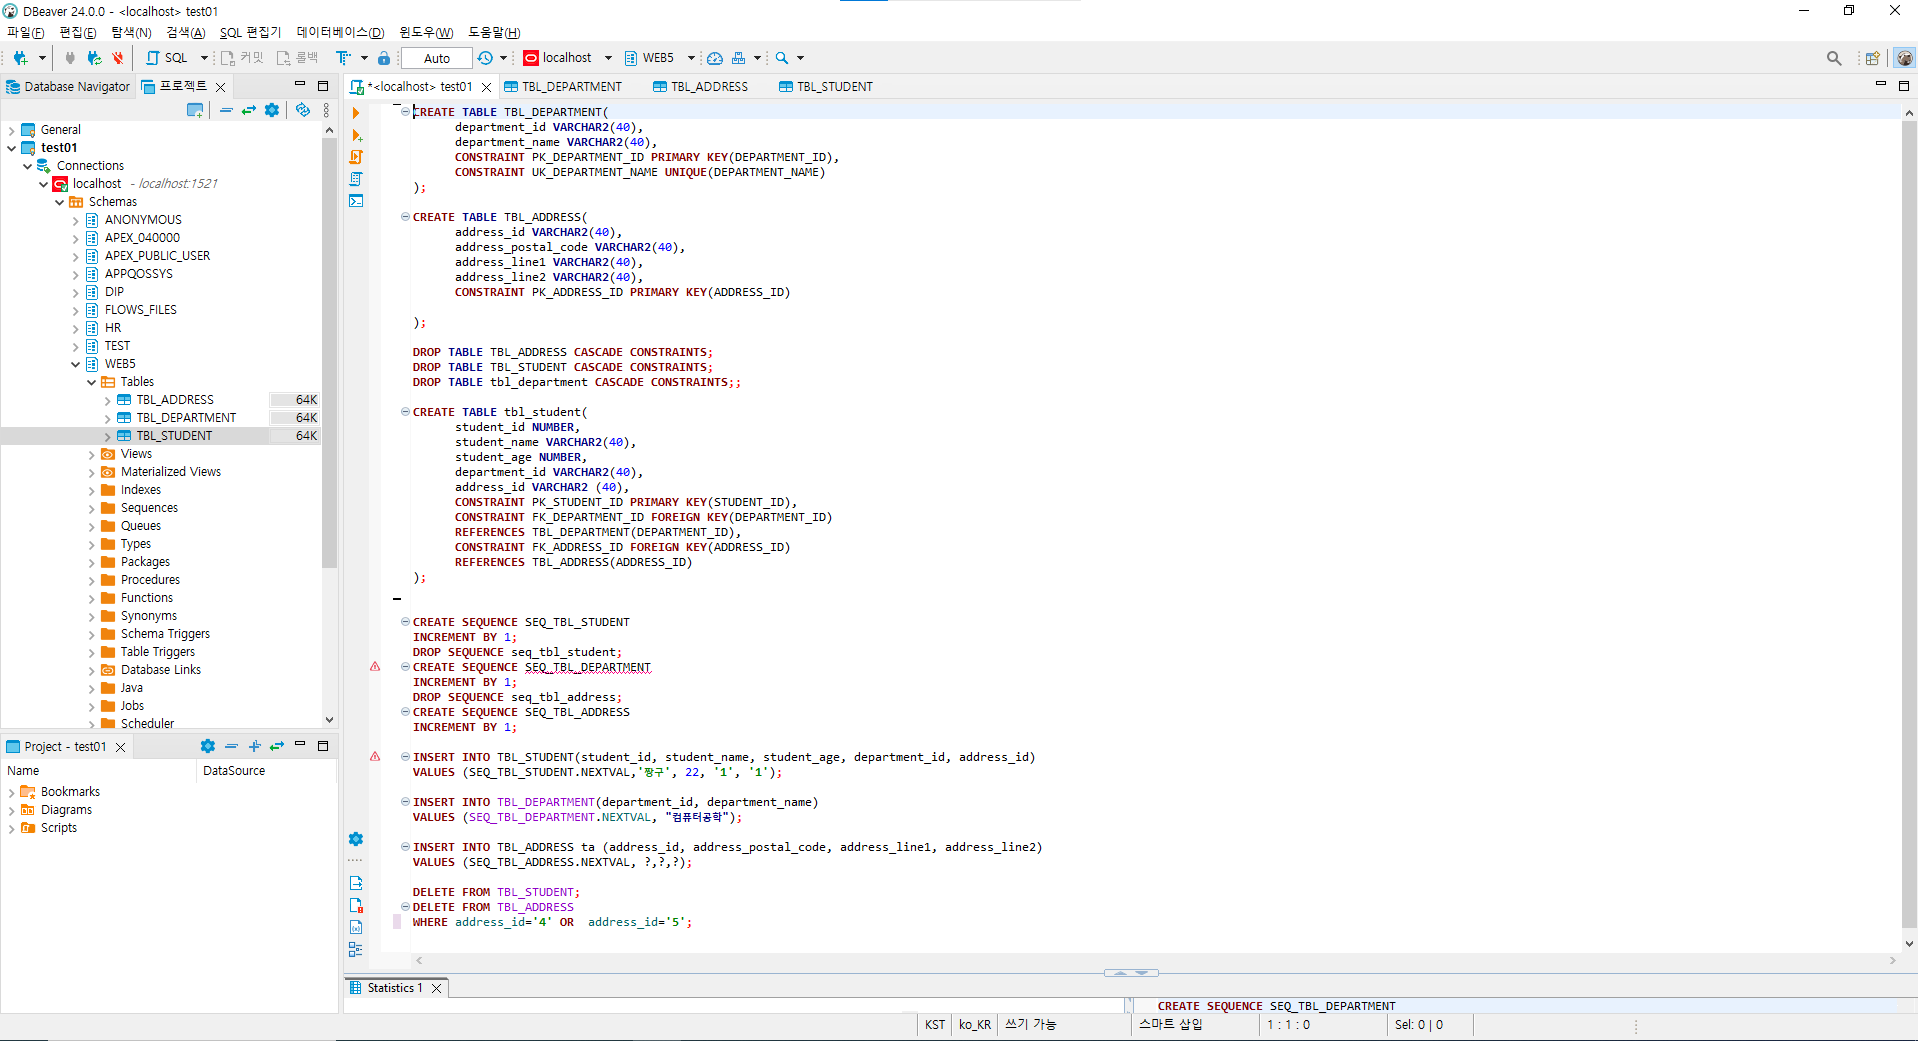 DBeaver 24.0.0 - <localhost> test01
파일(F) 편집(E) 탐색(N) 검색(A) SQL 편집기 데이터베이스(D) 윈도우(W) 도움말(H)
SQL 커밋 롤백 Auto localhost WEB5
Database Navigator 프로젝트
General
test01
Connections
localhost - localhost:1521
Schemas
ANONYMOUS
APEX_040000
APEX_PUBLIC_USER
APPQOSSYS
DIP
FLOWS_FILES
HR
TEST
WEB5
Tables
TBL_ADDRESS 64K
TBL_DEPARTMENT 64K
TBL_STUDENT 64K
Views
Materialized Views
Indexes
Sequences
Queues
Types
Packages
Procedures
Functions
Synonyms
Schema Triggers
Table Triggers
Database Links
Java
Jobs
Scheduler
Project - test01
Name DataSource
Bookmarks
Diagrams
Scripts
*<localhost> test01 TBL_DEPARTMENT TBL_ADDRESS TBL_STUDENT
CREATE TABLE TBL_DEPARTMENT(
department_id VARCHAR2(40),
department_name VARCHAR2(40),
CONSTRAINT PK_DEPARTMENT_ID PRIMARY KEY(DEPARTMENT_ID),
CONSTRAINT UK_DEPARTMENT_NAME UNIQUE(DEPARTMENT_NAME)
);
CREATE TABLE TBL_ADDRESS(
address_id VARCHAR2(40),
address_postal_code VARCHAR2(40),
address_line1 VARCHAR2(40),
address_line2 VARCHAR2(40),
CONSTRAINT PK_ADDRESS_ID PRIMARY KEY(ADDRESS_ID)
);
DROP TABLE TBL_ADDRESS CASCADE CONSTRAINTS;
DROP TABLE TBL_STUDENT CASCADE CONSTRAINTS;
DROP TABLE tbl_department CASCADE CONSTRAINTS;;
CREATE TABLE tbl_student(
student_id NUMBER,
student_name VARCHAR2(40),
student_age NUMBER,
department_id VARCHAR2(40),
address_id VARCHAR2 (40),
CONSTRAINT PK_STUDENT_ID PRIMARY KEY(STUDENT_ID),
CONSTRAINT FK_DEPARTMENT_ID FOREIGN KEY(DEPARTMENT_ID)
REFERENCES TBL_DEPARTMENT(DEPARTMENT_ID),
CONSTRAINT FK_ADDRESS_ID FOREIGN KEY(ADDRESS_ID)
REFERENCES TBL_ADDRESS(ADDRESS_ID)
);
CREATE SEQUENCE SEQ_TBL_STUDENT
INCREMENT BY 1;
DROP SEQUENCE seq_tbl_student;
CREATE SEQUENCE SEQ_TBL_DEPARTMENT
INCREMENT BY 1;
DROP SEQUENCE seq_tbl_address;
CREATE SEQUENCE SEQ_TBL_ADDRESS
INCREMENT BY 1;
INSERT INTO TBL_STUDENT(student_id, student_name, student_age, department_id, address_id)
VALUES (SEQ_TBL_STUDENT.NEXTVAL,'짱구', 22, '1', '1');
INSERT INTO TBL_DEPARTMENT(department_id, department_name)
VALUES (SEQ_TBL_DEPARTMENT.NEXTVAL, "컴퓨터공학");
INSERT INTO TBL_ADDRESS ta (address_id, address_postal_code, address_line1, address_line2)
VALUES (SEQ_TBL_ADDRESS.NEXTVAL, ?,?,?);
DELETE FROM TBL_STUDENT;
DELETE FROM TBL_ADDRESS
WHERE address_id='4' OR address_id='5';
Statistics 1
CREATE SEQUENCE SEQ_TBL_DEPARTMENT
KST ko_KR 쓰기 가능 스마트 삽입 1 : 1 : 0 Sel: 0 | 0